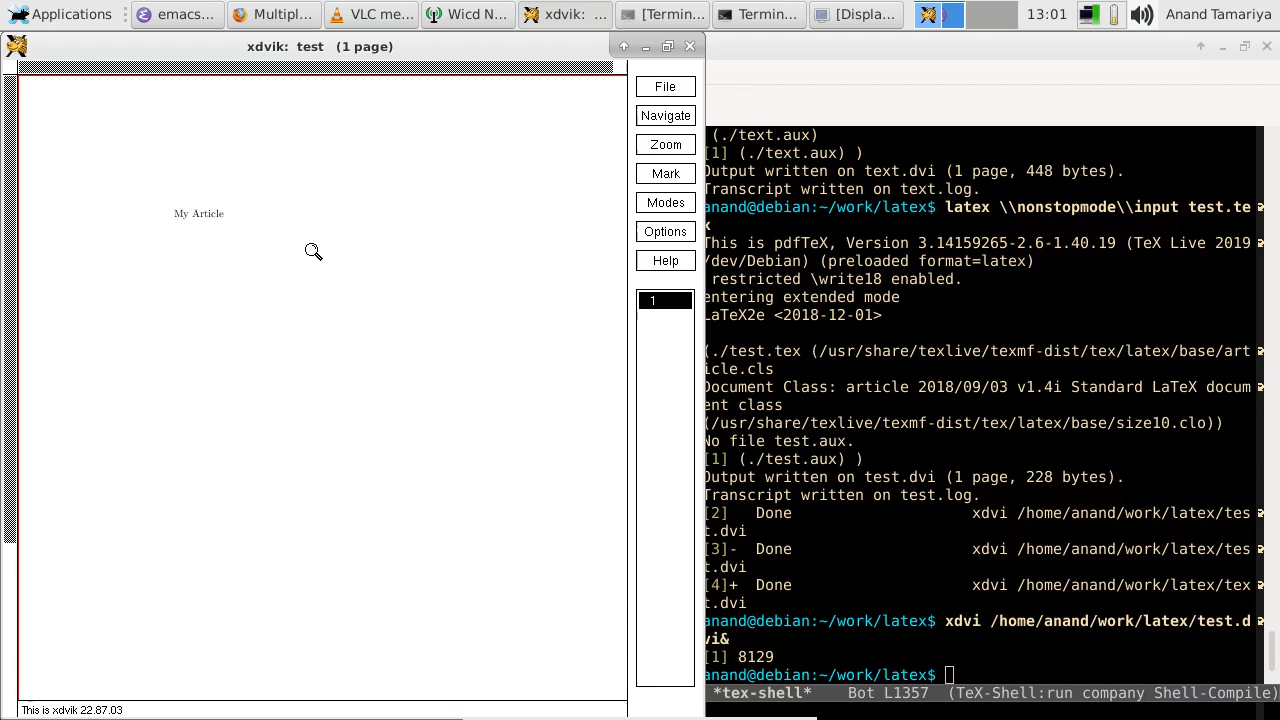 Applications
emacs...
Multipl...
VLC me...
Wicd N...
xdvik: ...
[Termin...
Termin...
[Displa...
13:01
Anand Tamariya
xdvik: test (1 page)
File
Navigate
Zoom
Mark
Modes
Options
Help
1
My Article
This is xdvik 22.87.03
(./text.aux)
[1] (./text.aux) )
Output written on text.dvi (1 page, 448 bytes).
Transcript written on text.log.
anand@debian:~/work/latex$ latex \\nonstopmode\\input test.te
x
This is pdfTeX, Version 3.14159265-2.6-1.40.19 (TeX Live 2019
/dev/Debian) (preloaded format=latex)
restricted \write18 enabled.
entering extended mode
LaTeX2e <2018-12-01>
(./test.tex (/usr/share/texlive/texmf-dist/tex/latex/base/art
icle.cls
Document Class: article 2018/09/03 v1.4i Standard LaTeX docum
ent class
(/usr/share/texlive/texmf-dist/tex/latex/base/size10.clo))
No file test.aux.
[1] (./test.aux) )
Output written on test.dvi (1 page, 228 bytes).
Transcript written on test.log.
[2]   Done                    xdvi /home/anand/work/latex/tes
t.dvi
[3]-  Done                    xdvi /home/anand/work/latex/tes
t.dvi
[4]+  Done                    xdvi /home/anand/work/latex/tex
t.dvi
anand@debian:~/work/latex$ xdvi /home/anand/work/latex/test.d
vi&
[1] 8129
anand@debian:~/work/latex$
*tex-shell*    Bot L1357  (TeX-Shell:run company Shell-Compile)